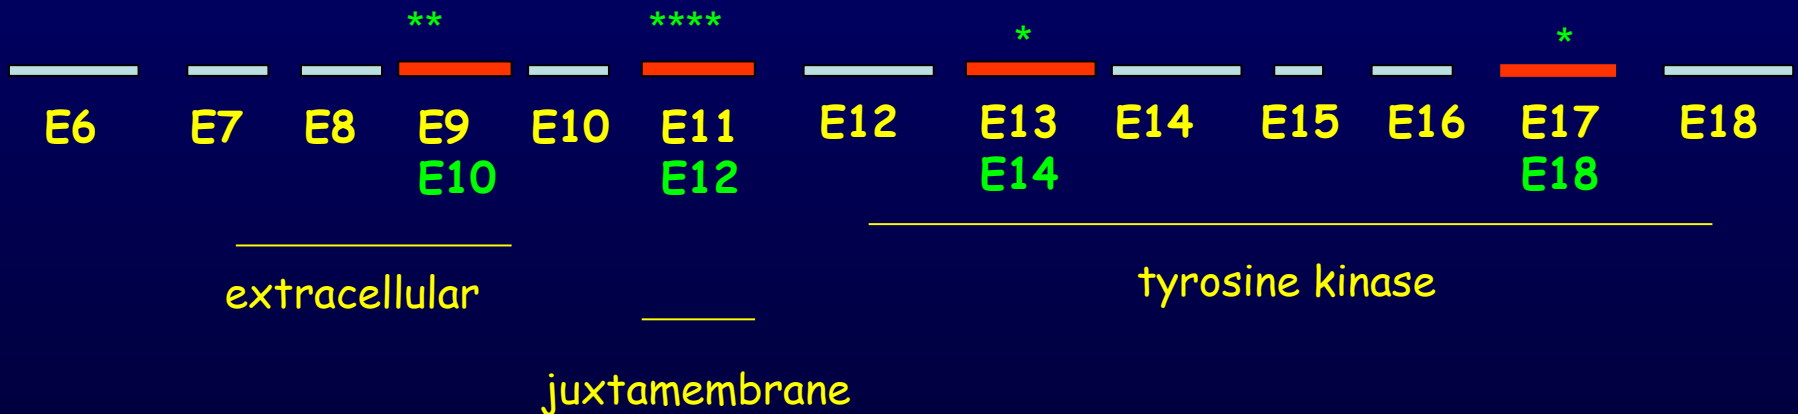 ** **** * *
E6 E7 E8 E9 E10 E11 E12 E13 E14 E15 E16 E17 E18
E10 E12 E14 E18
extracellular tyrosine kinase
juxtamembrane